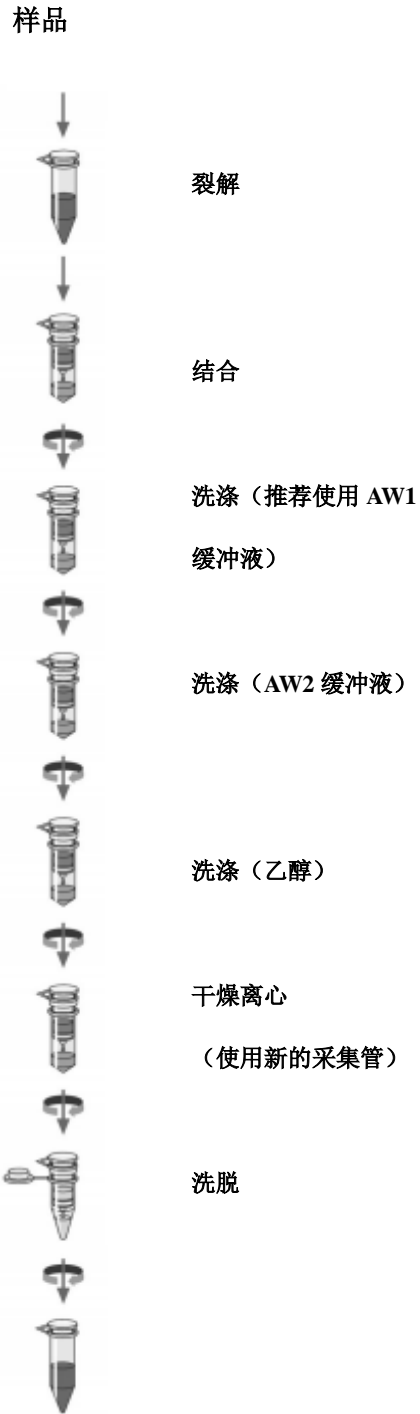 样品
裂解
结合
洗涤（推荐使用 AW1
缓冲液）
洗涤（AW2 缓冲液）
洗涤（乙醇）
干燥离心
（使用新的采集管）
洗脱